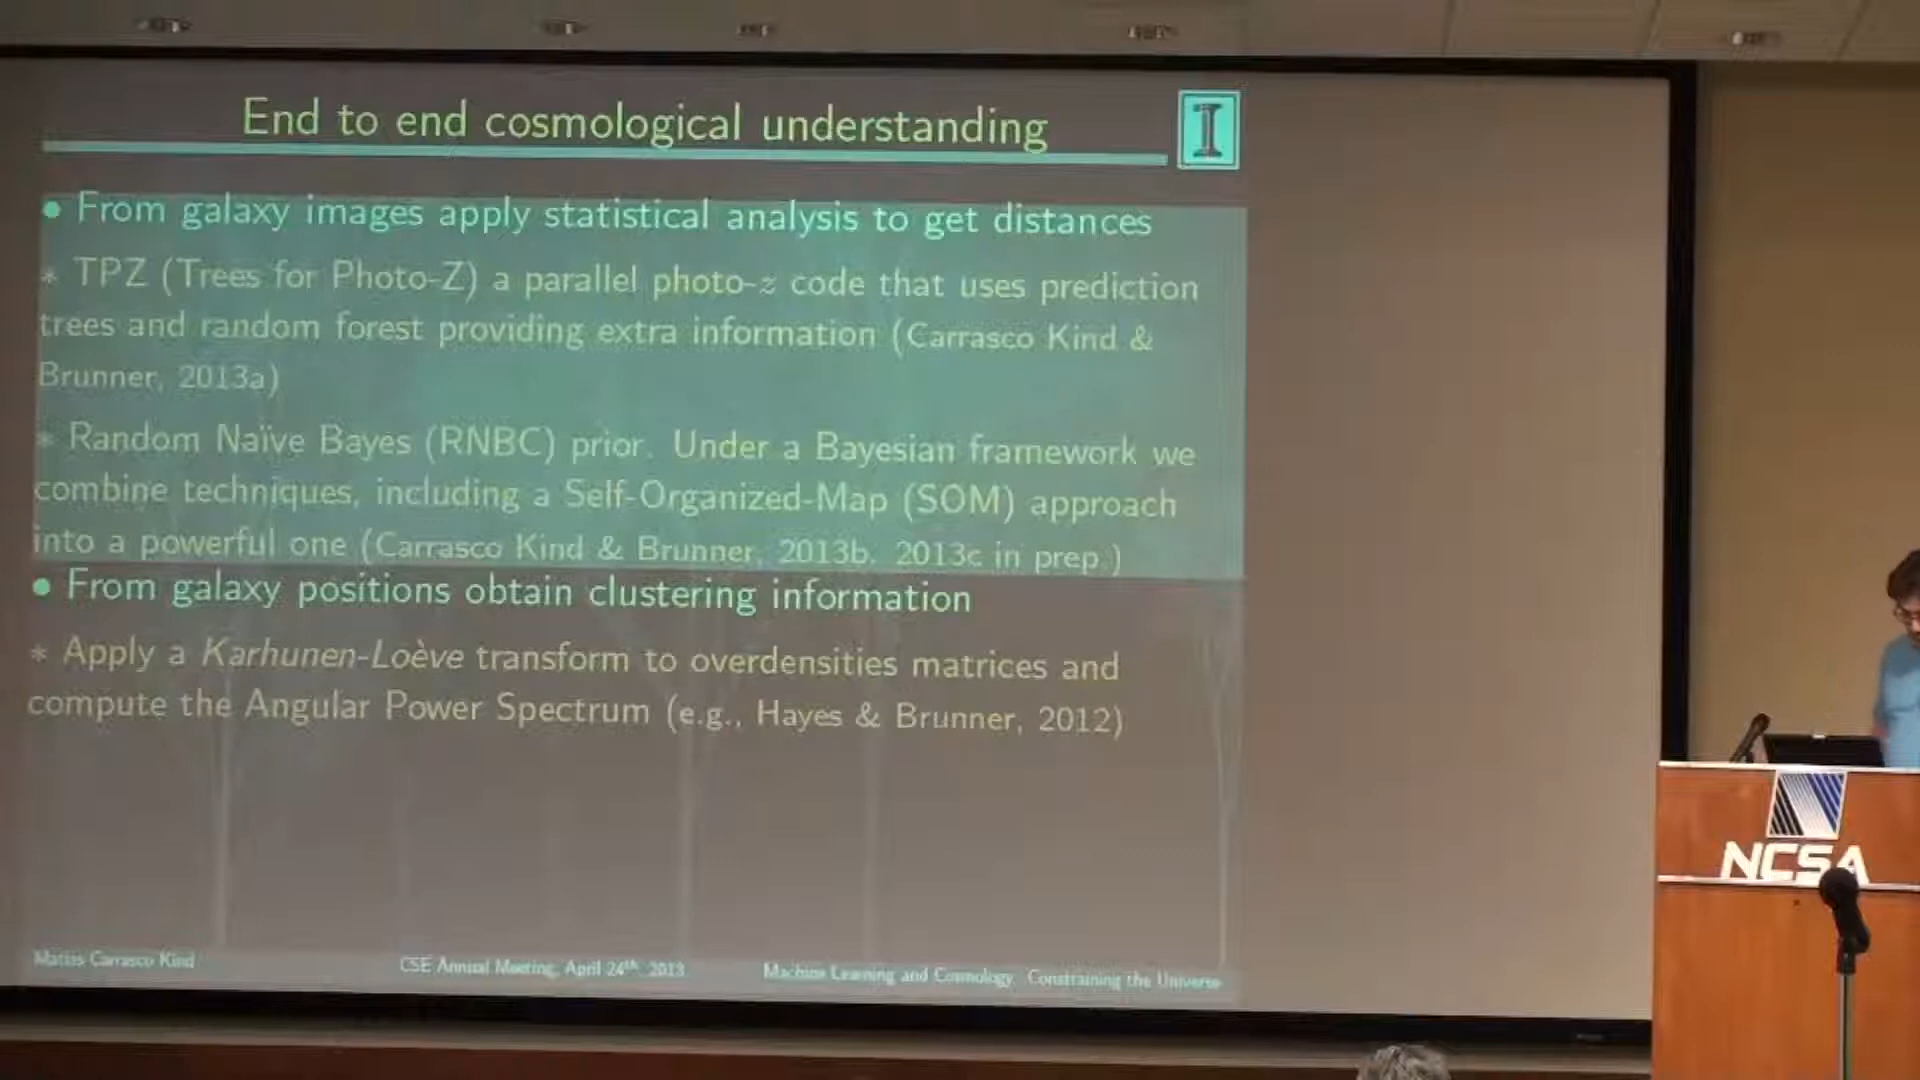 End to end cosmological understanding
I
• From galaxy images apply statistical analysis to get distances
* TPZ (Trees for Photo-Z) a parallel photo-z code that uses prediction
trees and random forest providing extra information (Carrasco Kind &
Brunner, 2013a)
* Random Naïve Bayes (RNBC) prior. Under a Bayesian framework we
combine techniques, including a Self-Organized-Map (SOM) approach
into a powerful one (Carrasco Kind & Brunner, 2013b, 2013c in prep.)
• From galaxy positions obtain clustering information
* Apply a Karhunen-Loève transform to overdensities matrices and
compute the Angular Power Spectrum (e.g., Hayes & Brunner, 2012)
Matias Carrasco Kind
CSE Annual Meeting, April 24th, 2013
Machine Learning and Cosmology: Constraining the Universe
NCSA